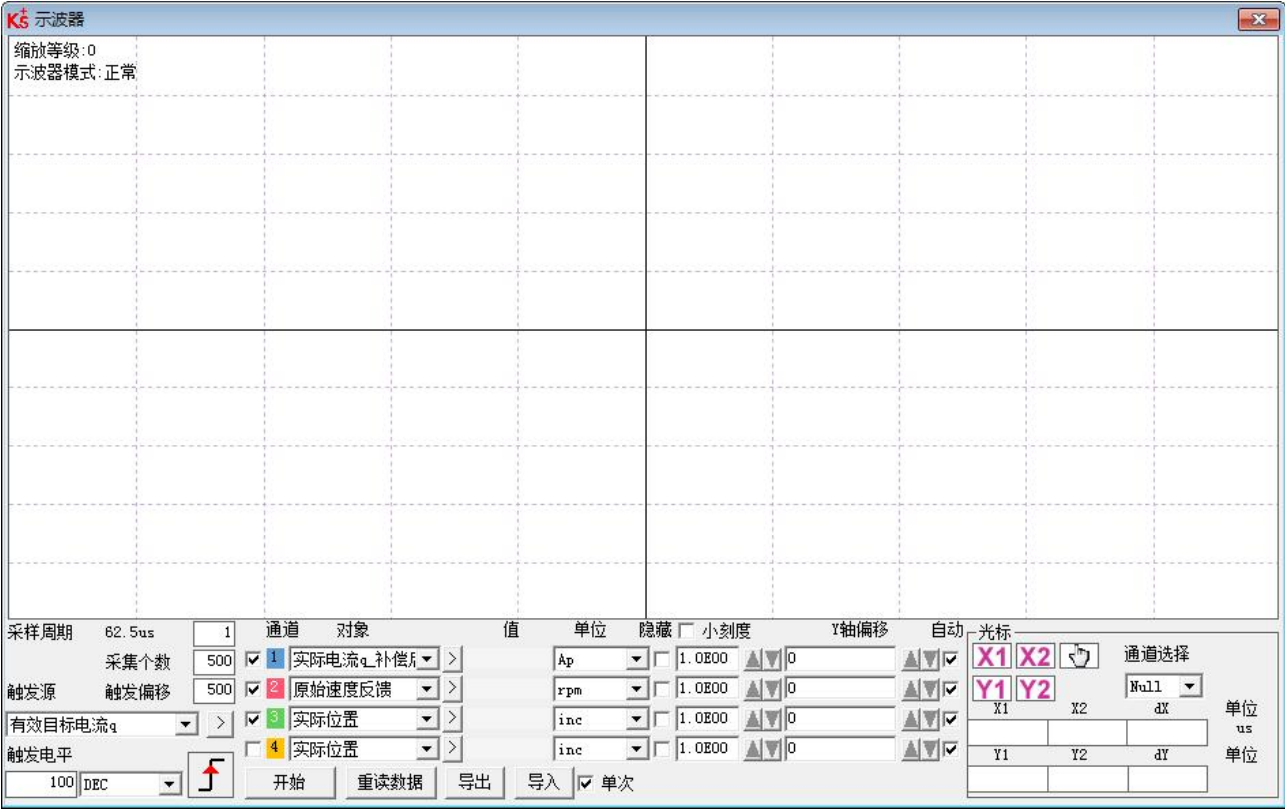 KS 示波器
缩放等级:0
示波器模式:正常
采样周期 62.5us 1 通道 对象 值 单位 隐藏 小刻度 Y轴偏移 自动 光标
采集个数 500 1 实际电流q_补偿后 > Ap 1.0E00 0 X1 X2 通道选择
触发源 触发偏移 500 2 原始速度反馈 > rpm 1.0E00 0 Y1 Y2 Null
X1 X2 dX 单位
有效目标电流q > 3 实际位置 > inc 1.0E00 0 us
触发电平 4 实际位置 > inc 1.0E00 0 Y1 Y2 dY 单位
100 DEC 开始 重读数据 导出 导入 单次